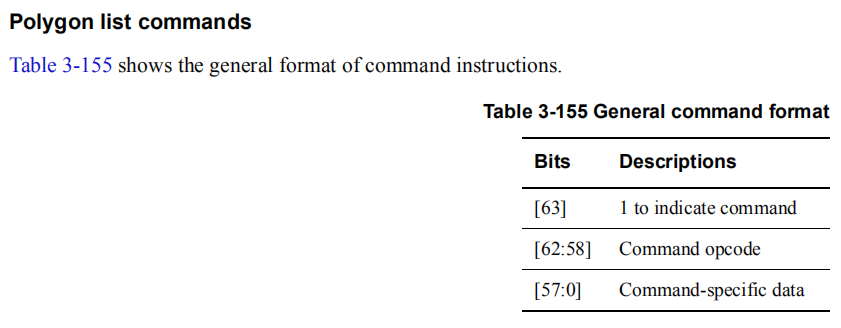 Polygon list commands
Table 3-155 shows the general format of command instructions.
Table 3-155 General command format
Bits Descriptions
[63] 1 to indicate command
[62:58] Command opcode
[57:0] Command-specific data